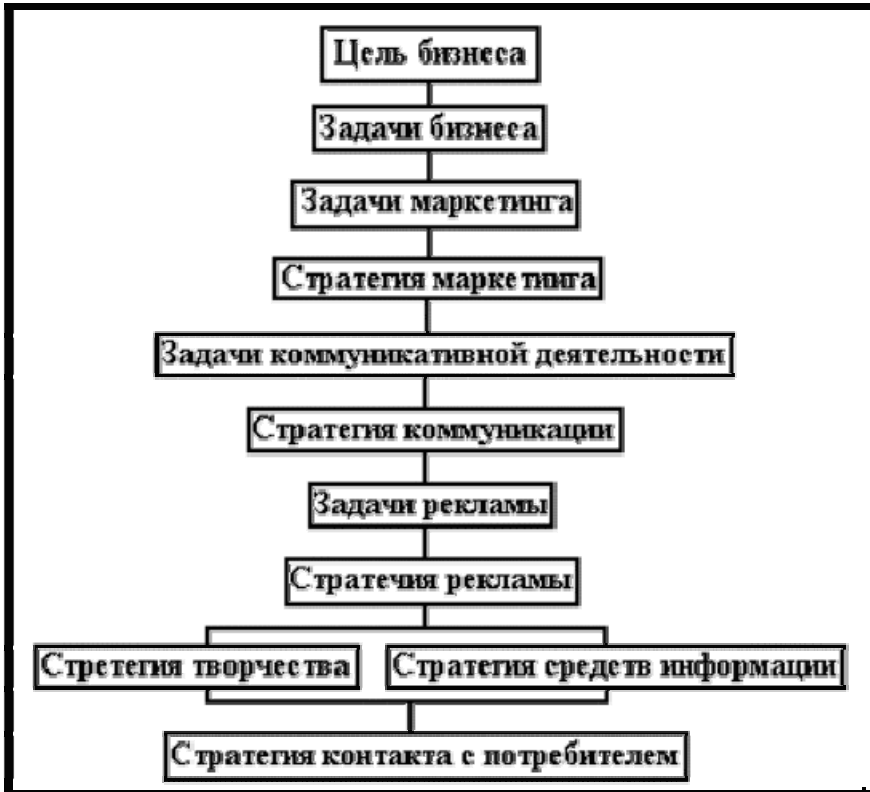 Цель бизнеса
Задачи бизнеса
Задачи маркетинга
Стратегия маркетинга
Задачи коммуникативной деятельности
Стратегия коммуникации
Задачи рекламы
Стратечия рекламы
Стретегия творчества
Стратегия средств информации
Стратегия контакта с потребителем